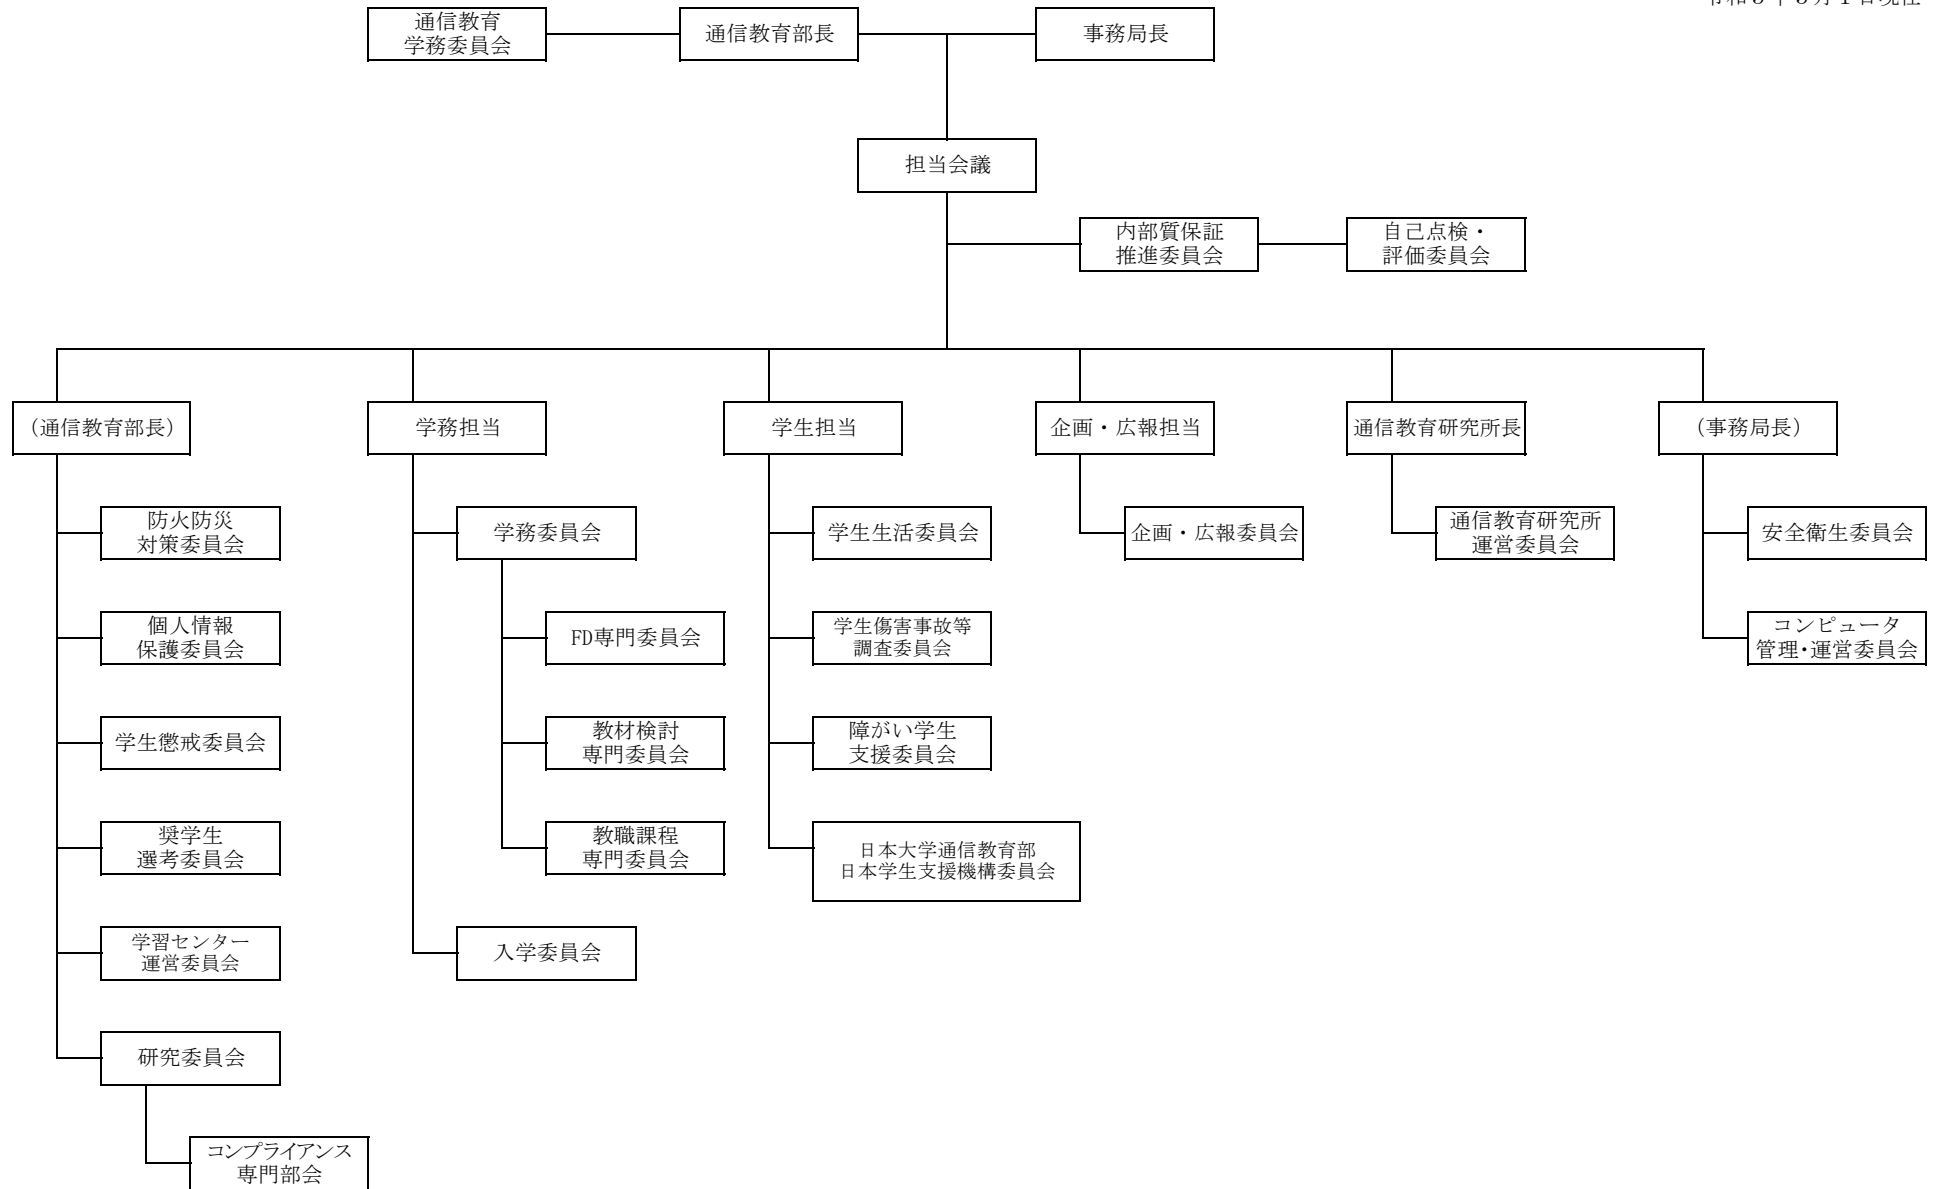 通信教育
学務委員会
通信教育部長
事務局長
担当会議
内部質保証
推進委員会
自己点検・
評価委員会
（通信教育部長）
学務担当
学生担当
企画・広報担当
通信教育研究所長
（事務局長）
防火防災
対策委員会
学務委員会
学生生活委員会
企画・広報委員会
通信教育研究所
運営委員会
安全衛生委員会
個人情報
保護委員会
FD専門委員会
学生傷害事故等
調査委員会
コンピュータ
管理・運営委員会
学生懲戒委員会
教材検討
専門委員会
障がい学生
支援委員会
奨学生
選考委員会
教職課程
専門委員会
日本大学通信教育部
日本学生支援機構委員会
学習センター
運営委員会
入学委員会
研究委員会
コンプライアンス
専門部会